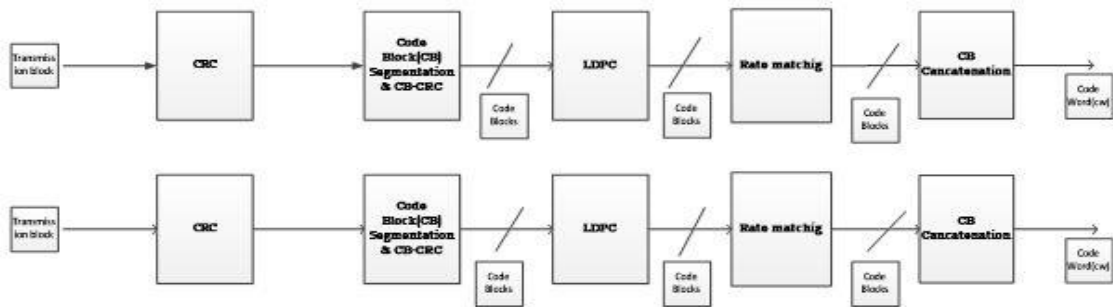 Transmiss
ion block
CRC
Code
Block(CB)
Segmentation
& CB-CRC
Code
Blocks
LDPC
Code
Blocks
Rate matchig
Code
Blocks
CB
Cancatenation
Code
Word(cw)
Transmiss
ion block
CRC
Code
Block(CB)
Segmentation
& CB-CRC
Code
Blocks
LDPC
Code
Blocks
Rate matchig
Code
Blocks
CB
Cancatenation
Code
Word(cw)